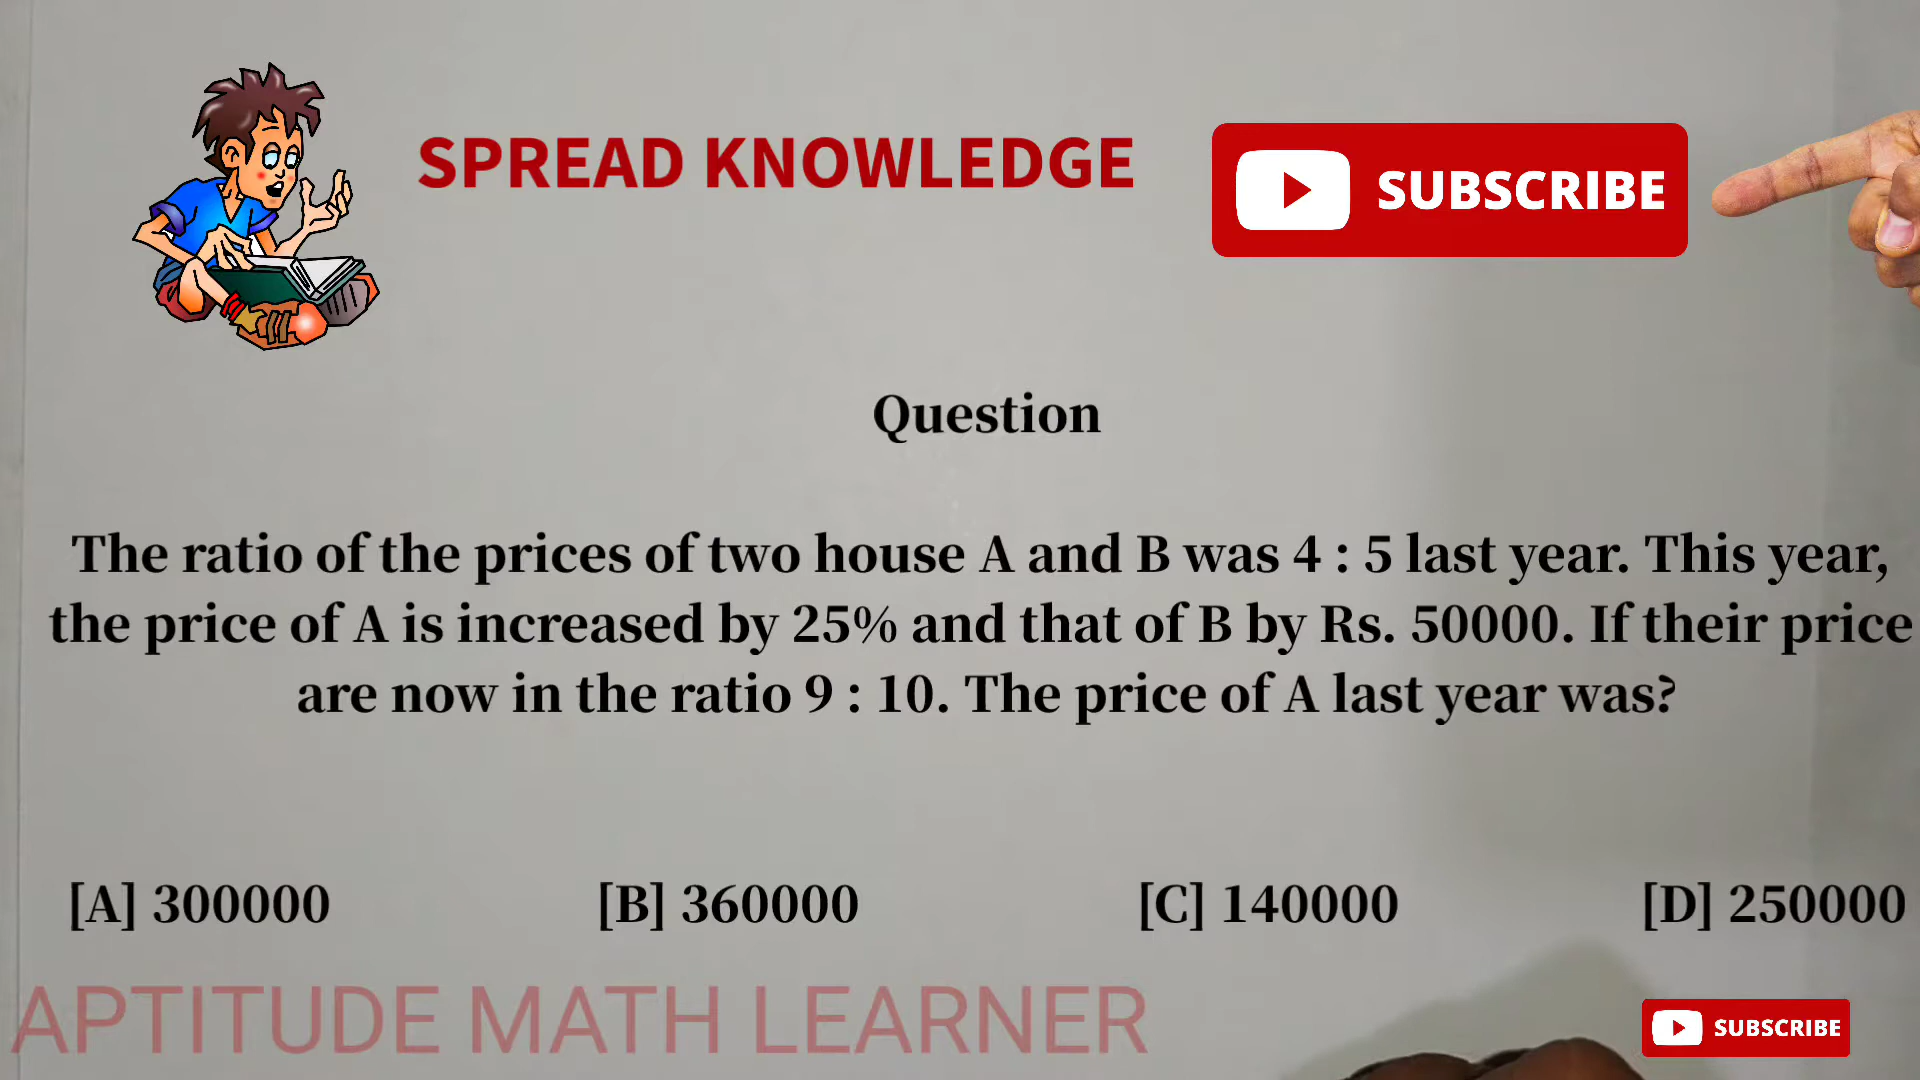 SPREAD KNOWLEDGE
SUBSCRIBE
Question
The ratio of the prices of two house A and B was 4 : 5 last year. This year,
the price of A is increased by 25% and that of B by Rs. 50000. If their price
are now in the ratio 9 : 10. The price of A last year was?
[A] 300000 [B] 360000 [C] 140000 [D] 250000
APTITUDE MATH LEARNER
SUBSCRIBE